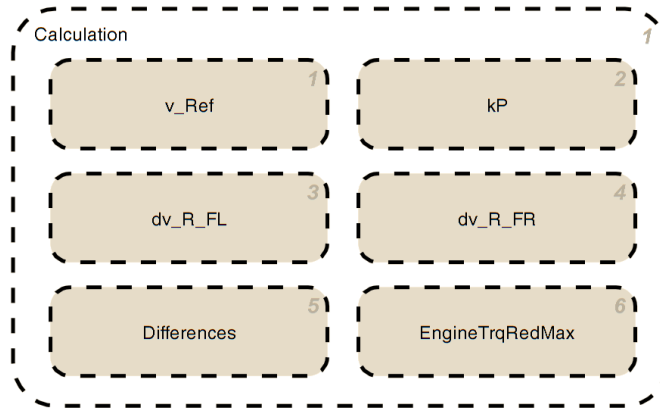 Calculation 1
1
v_Ref
2
kP
3
dv_R_FL
4
dv_R_FR
5
Differences
6
EngineTrqRedMax